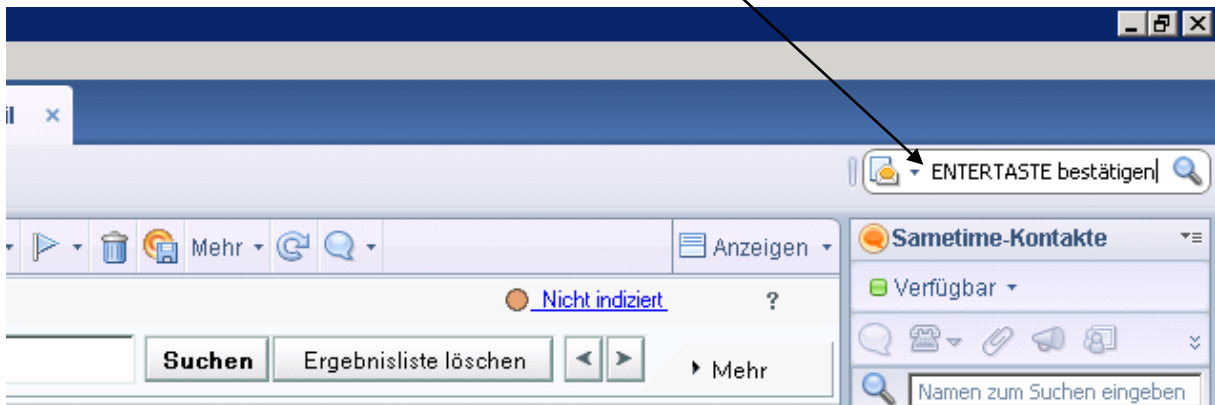 il
ENTERTASTE bestätigen
Mehr
Anzeigen
Sametime-Kontakte
Verfügbar
Nicht indiziert
?
Suchen
Ergebnisliste löschen
Mehr
Namen zum Suchen eingeben